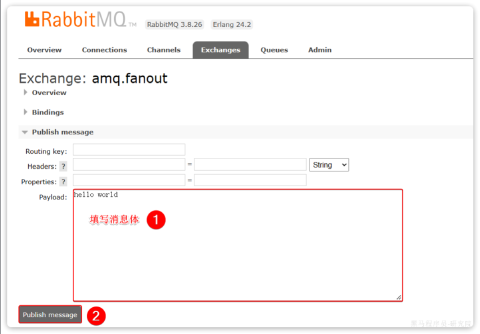 RabbitMQ TM RabbitMQ 3.8.26 Erlang 24.2
Overview Connections Channels Exchanges Queues Admin
Exchange: amq.fanout
Overview
Bindings
Publish message
Routing key:
Headers: ? = String
Properties: ? =
Payload: hello world
填写消息体 1
Publish message 2